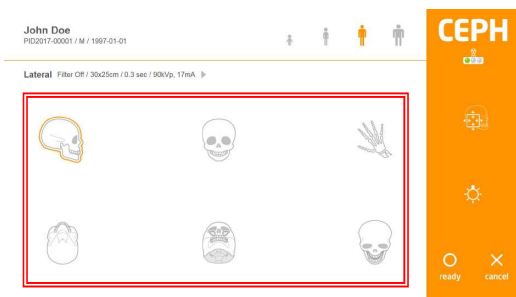 John Doe
PID2017-00001 / M / 1997-01-01
CEPH
Lateral Filter Off / 30x25cm / 0.3 sec / 90kVp, 17mA
ready cancel